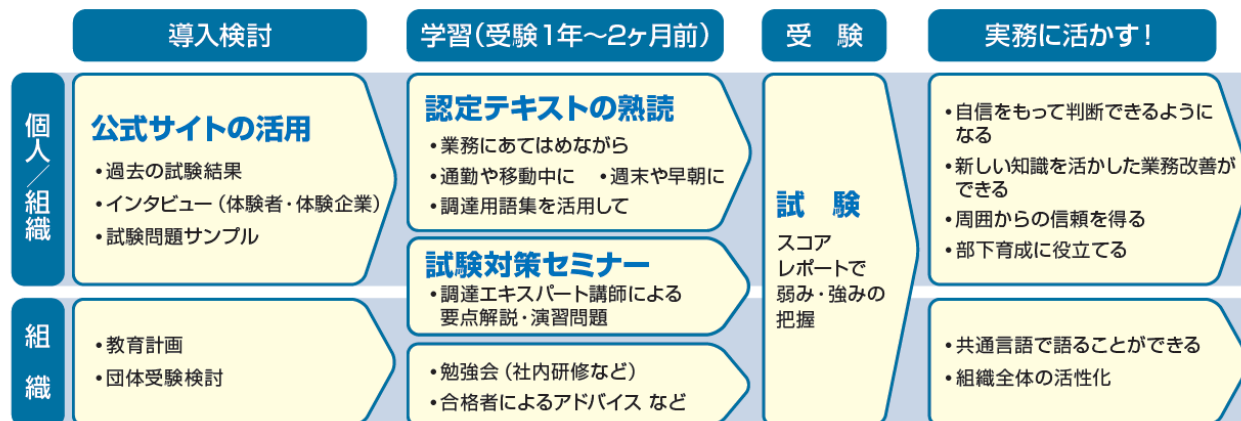 導入検討
学習(受験1年~2ヶ月前)
受 験
実務に活かす!
個人/組織
公式サイトの活用
・過去の試験結果
・インタビュー(体験者・体験企業)
・試験問題サンプル
認定テキストの熟読
・業務にあてはめながら
・通勤や移動中に ・週末や早朝に
・調達用語集を活用して
試験対策セミナー
・調達エキスパート講師による
要点解説・演習問題
試 験
スコア
レポートで
弱み・強みの
把握
・自信をもって判断できるように
なる
・新しい知識を活かした業務改善が
できる
・周囲からの信頼を得る
・部下育成に役立てる
組 織
・教育計画
・団体受験検討
・勉強会(社内研修など)
・合格者によるアドバイス など
・共通言語で語ることができる
・組織全体の活性化